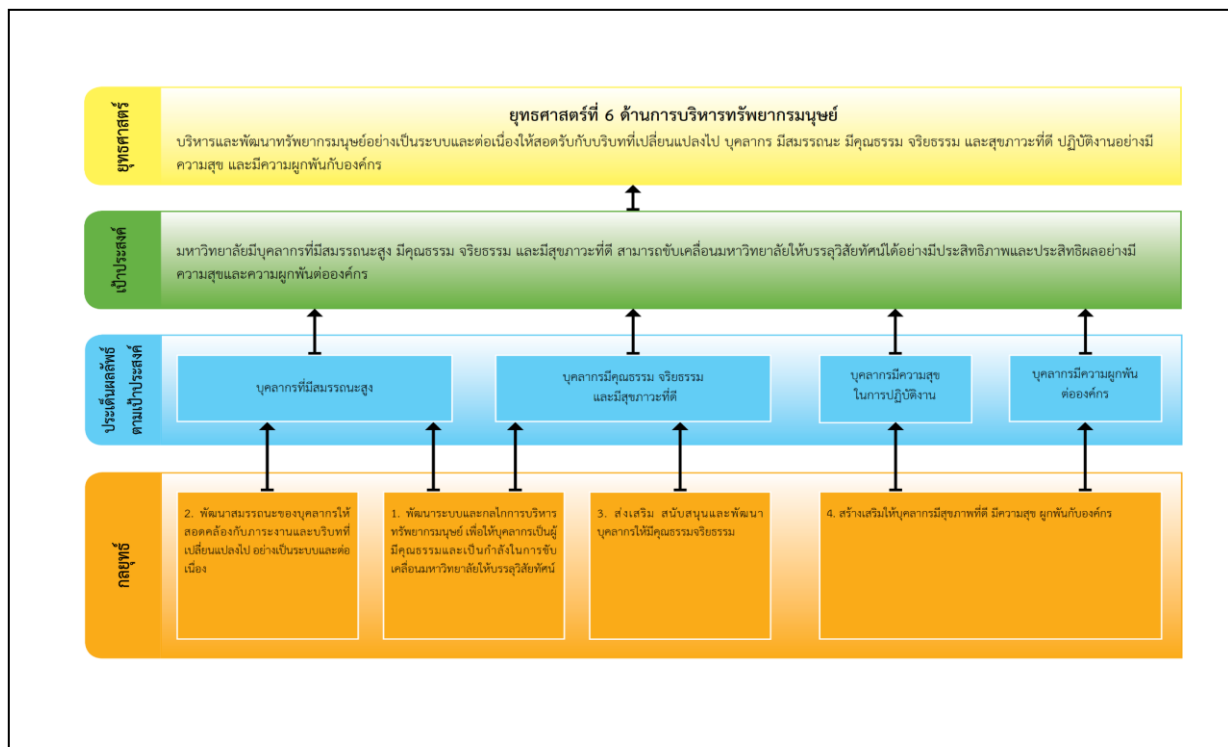 ยุทธศาสตร์
ยุทธศาสตร์ที่ 6 ด้านการบริหารทรัพยากรมนุษย์
บริหารและพัฒนาทรัพยากรมนุษย์อย่างเป็นระบบและต่อเนื่องให้สอดรับกับบริบทที่เปลี่ยนแปลงไป บุคลากร มีสมรรถนะ มีคุณธรรม จริยธรรม และสุขภาวะที่ดี ปฏิบัติงานอย่างมี
ความสุข และมีความผูกพันกับองค์กร
เป้าประสงค์
มหาวิทยาลัยมีบุคลากรที่มีสมรรถนะสูง มีคุณธรรม จริยธรรม และมีสุขภาวะที่ดี สามารถขับเคลื่อนมหาวิทยาลัยให้บรรลุวิสัยทัศน์ได้อย่างมีประสิทธิภาพและประสิทธิผลอย่างมี
ความสุขและความผูกพันต่อองค์กร
ประเด็นผลลัพธ์
ตามเป้าประสงค์
บุคลากรที่มีสมรรถนะสูง
บุคลากรมีคุณธรรม จริยธรรม
และมีสุขภาวะที่ดี
บุคลากรมีความสุข
ในการปฏิบัติงาน
บุคลากรมีความผูกพัน
ต่อองค์กร
กลยุทธ์
2. พัฒนาสมรรถนะของบุคลากรให้
สอดคล้องกับภาระงานและบริบทที่
เปลี่ยนแปลงไป อย่างเป็นระบบและต่อ
เนื่อง
1. พัฒนาระบบและกลไกการบริหาร
ทรัพยากรมนุษย์ เพื่อให้บุคลากรเป็นผู้
มีคุณธรรมและเป็นกำลังในการขับ
เคลื่อนมหาวิทยาลัยให้บรรลุวิสัยทัศน์
3. ส่งเสริม สนับสนุนและพัฒนา
บุคลากรให้มีคุณธรรมจริยธรรม
4. สร้างเสริมให้บุคลากรมีสุขภาพที่ดี มีความสุข ผูกพันกับองค์กร